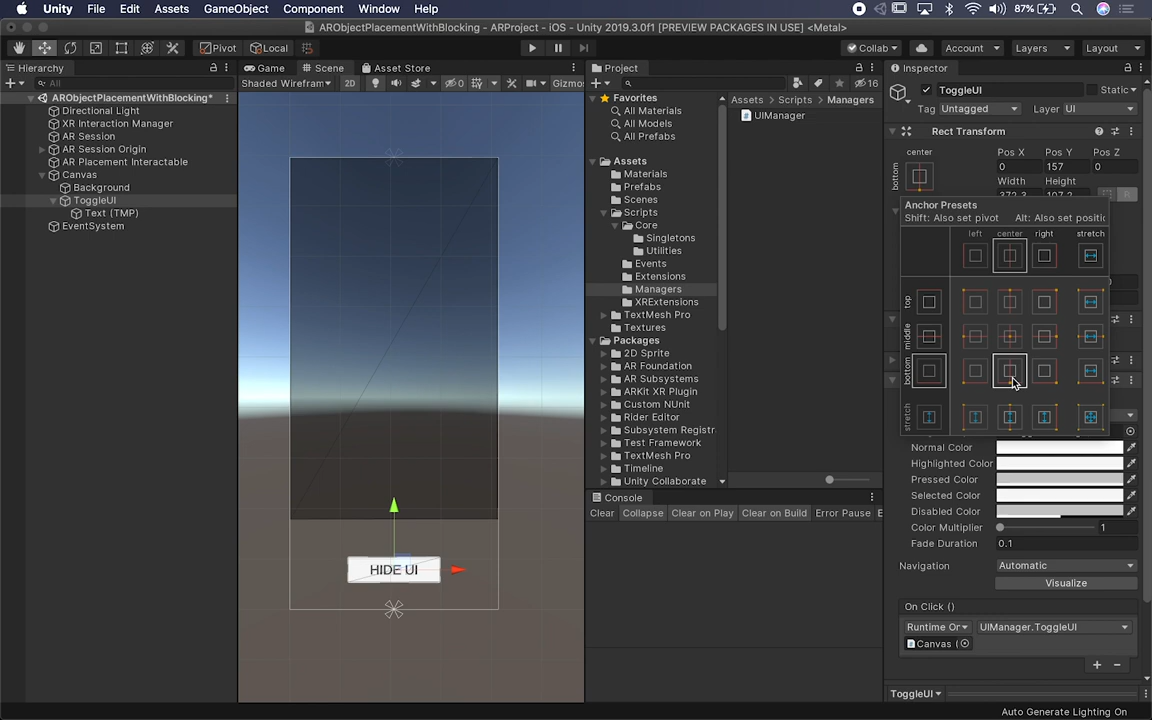 Unity File Edit Assets GameObject Component Window Help 87%
ARObjectPlacementWithBlocking - ARProject - iOS - Unity 2019.3.0f1 [PREVIEW PACKAGES IN USE] <Metal>
Pivot Local Collab Account Layers Layout
Hierarchy Game Scene Asset Store Project Inspector
All Shaded Wireframe 2D 0 Gizmos 16
ARObjectPlacementWithBlocking*
Directional Light
XR Interaction Manager
AR Session
AR Session Origin
AR Placement Interactable
Canvas
Background
ToggleUI
Text (TMP)
EventSystem
HIDE UI
Favorites
All Materials
All Models
All Prefabs
Assets
Materials
Prefabs
Scenes
Scripts
Core
Singletons
Utilities
Events
Extensions
Managers
XRExtensions
TextMesh Pro
Textures
Packages
2D Sprite
AR Foundation
AR Subsystems
ARKit XR Plugin
Custom NUnit
Rider Editor
Subsystem Registr
Test Framework
TextMesh Pro
Timeline
Unity Collaborate
Assets > Scripts > Managers
UIManager
Console
Clear Collapse Clear on Play Clear on Build Error Pause E
ToggleUI Static
Tag Untagged Layer UI
Rect Transform
center
bottom
Pos X Pos Y Pos Z
0 157 0
Width Height
Anchor Presets
Shift: Also set pivot Alt: Also set positic
left center right stretch
top
middle
bottom
stretch
Normal Color
Highlighted Color
Pressed Color
Selected Color
Disabled Color
Color Multiplier 1
Fade Duration 0.1
Navigation Automatic
Visualize
On Click ()
Runtime Or UIManager.ToggleUI
Canvas (
ToggleUI
Auto Generate Lighting On